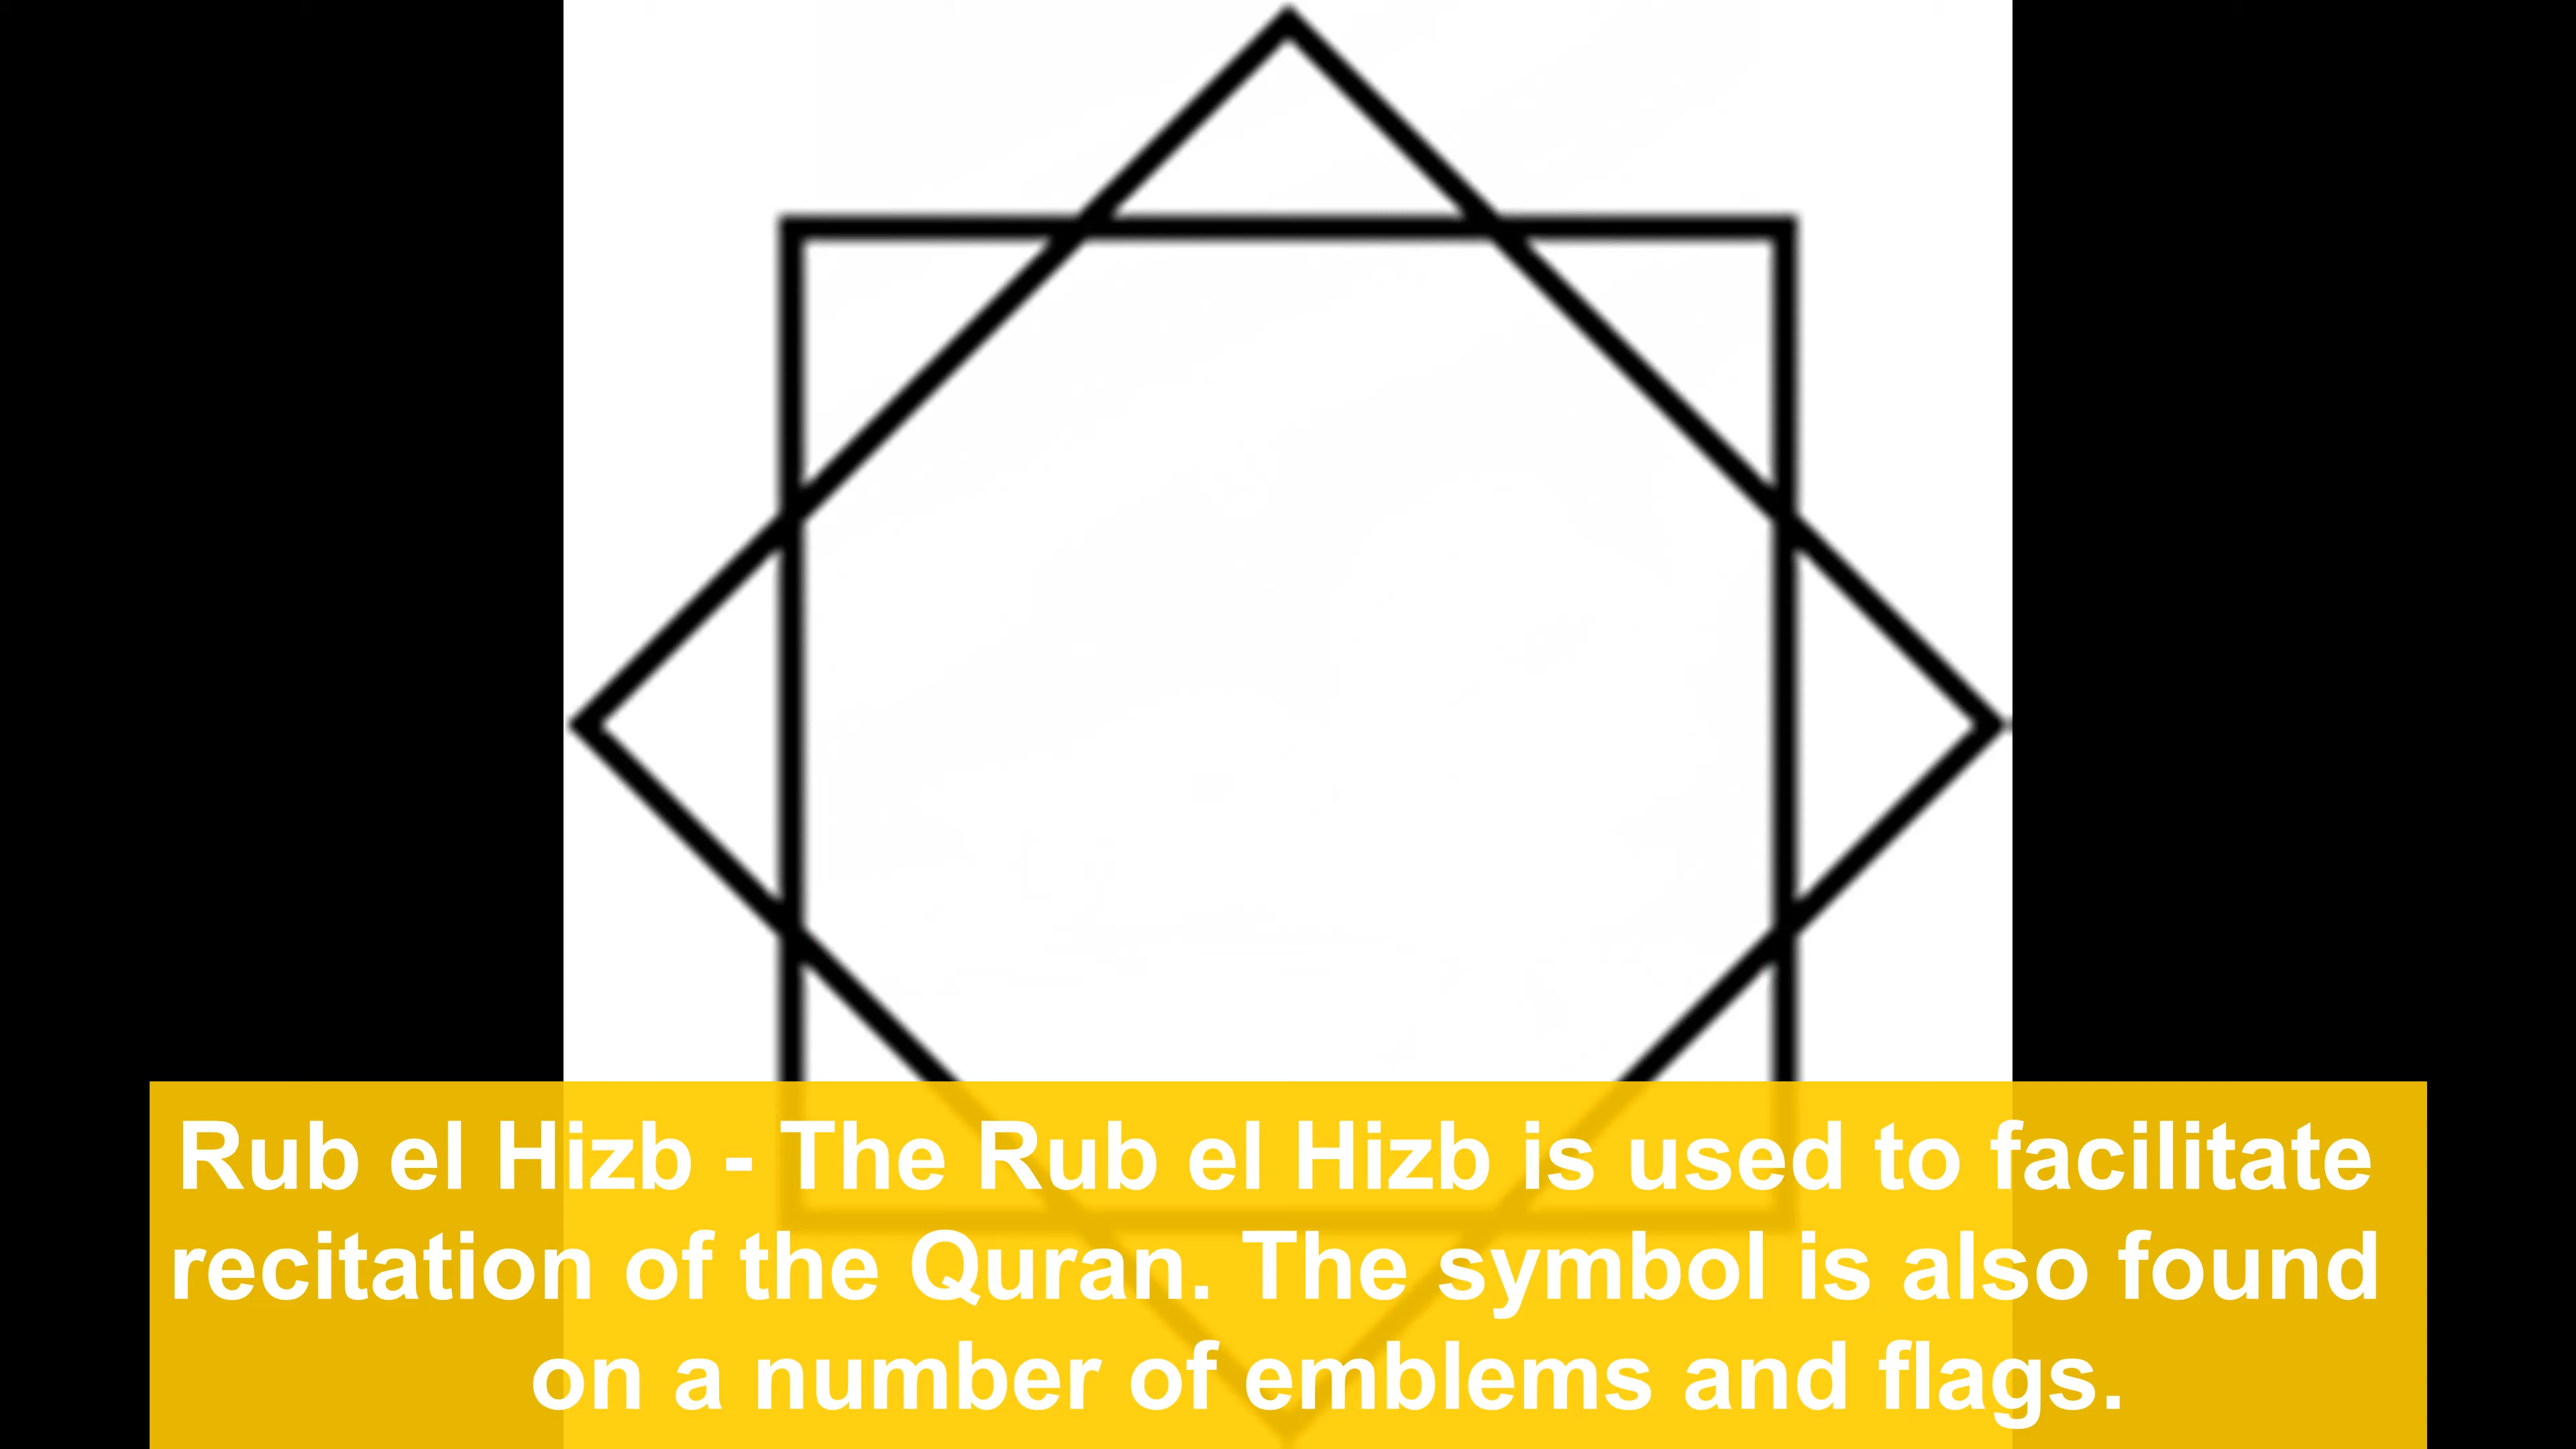 Rub el Hizb - The Rub el Hizb is used to facilitate
recitation of the Quran. The symbol is also found
on a number of emblems and flags.